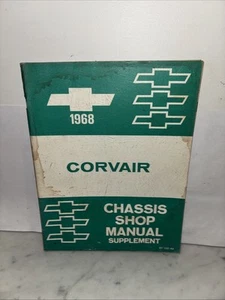 1968
CORVAIR
CHASSIS
SHOP
MANUAL
SUPPLEMENT